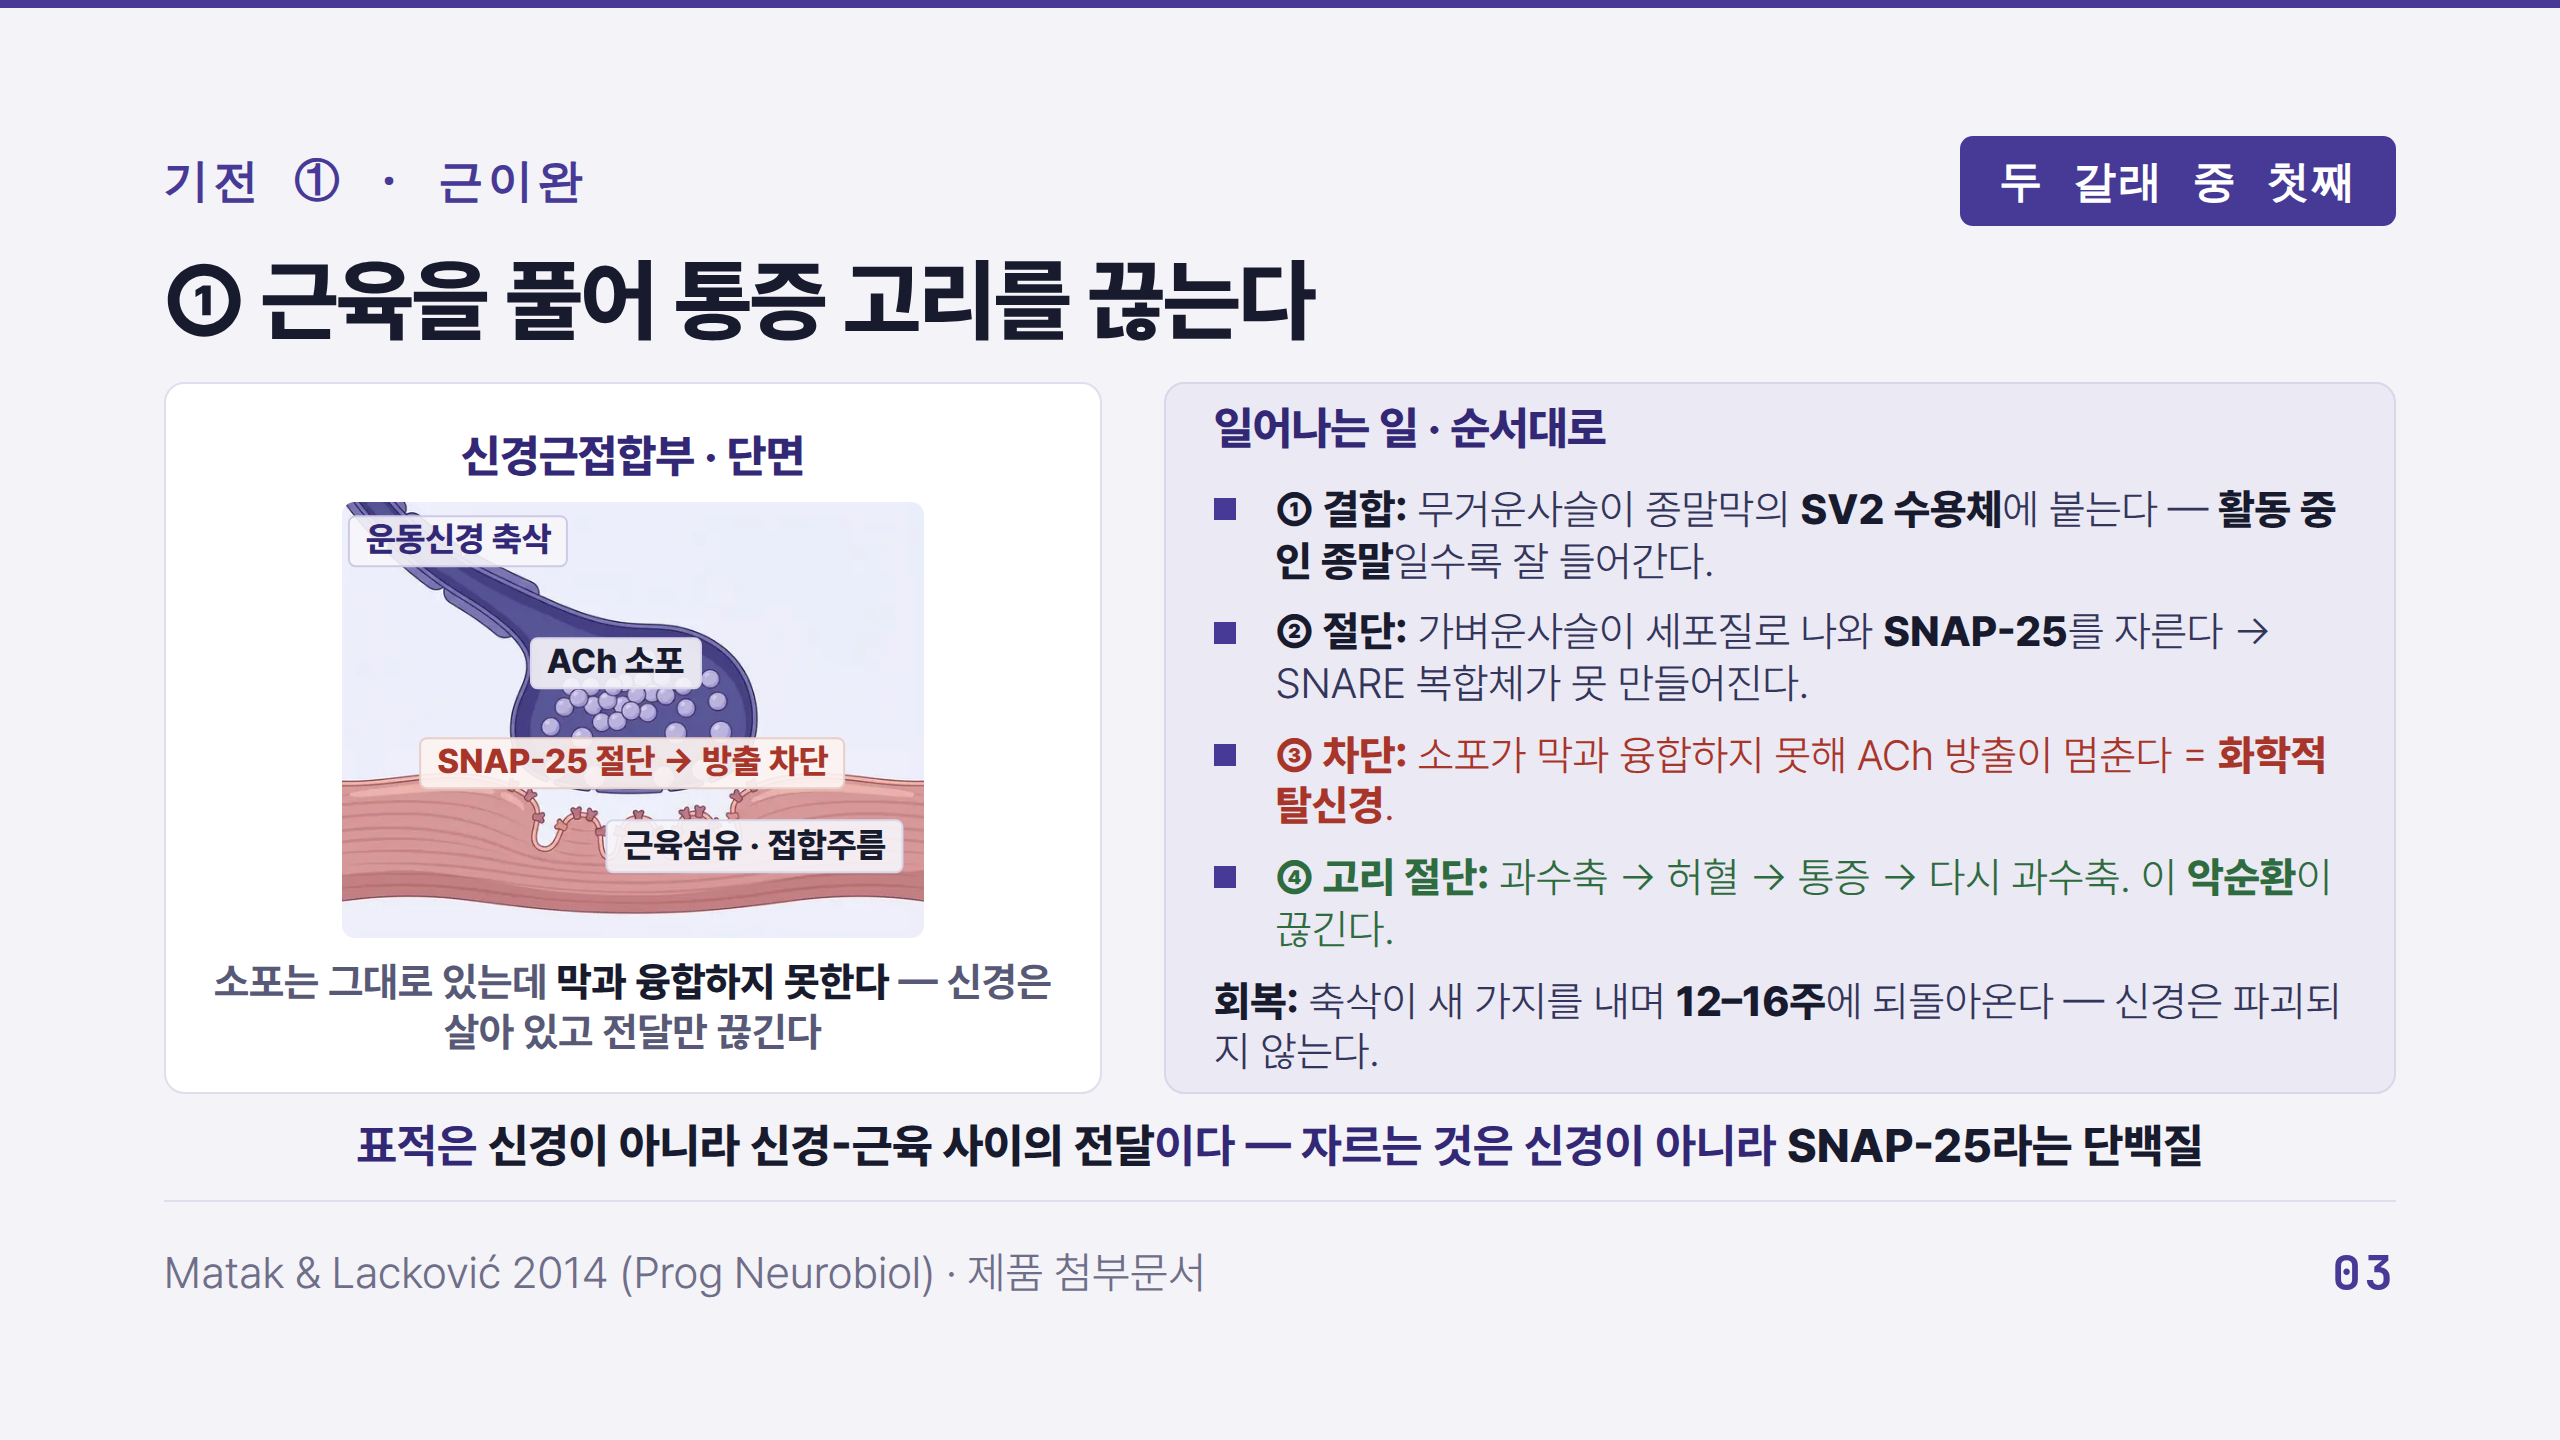 기전 ① · 근이완
두 갈래 중 첫째
① 근육을 풀어 통증 고리를 끊는다
신경근접합부 · 단면
운동신경 축삭
ACh 소포
SNAP-25 절단 → 방출 차단
근육섬유 · 접합주름
소포는 그대로 있는데 막과 융합하지 못한다 — 신경은
살아 있고 전달만 끊긴다
일어나는 일 · 순서대로
① 결합: 무거운사슬이 종말막의 SV2 수용체에 붙는다 — 활동 중
인 종말일수록 잘 들어간다.
② 절단: 가벼운사슬이 세포질로 나와 SNAP-25를 자른다 →
SNARE 복합체가 못 만들어진다.
③ 차단: 소포가 막과 융합하지 못해 ACh 방출이 멈춘다 = 화학적
탈신경.
④ 고리 절단: 과수축 → 허혈 → 통증 → 다시 과수축. 이 악순환이
끊긴다.
회복: 축삭이 새 가지를 내며 12–16주에 되돌아온다 — 신경은 파괴되
지 않는다.
표적은 신경이 아니라 신경-근육 사이의 전달이다 — 자르는 것은 신경이 아니라 SNAP-25라는 단백질
Matak & Lacković 2014 (Prog Neurobiol) · 제품 첨부문서
03